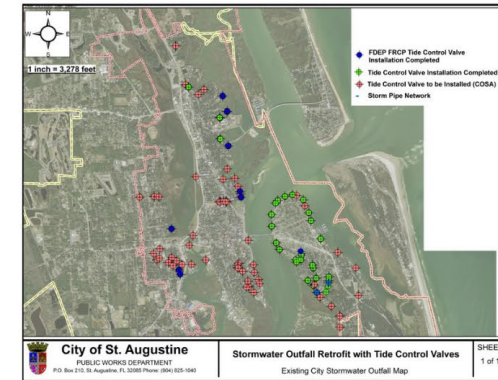 N
W
E
S
1 inch = 3,278 feet
FDEP FRCP Tide Control Valve
Installation Completed
Tide Control Valve Installation Completed
Tide Control Valve to be Installed (COSA)
Storm Pipe Network
City of St. Augustine
PUBLIC WORKS DEPARTMENT
P.O. Box 210, St. Augustine, FL 32085 Phone: (904) 825-1040
Stormwater Outfall Retrofit with Tide Control Valves
Existing City Stormwater Outfall Map
SHEE
1 of 1